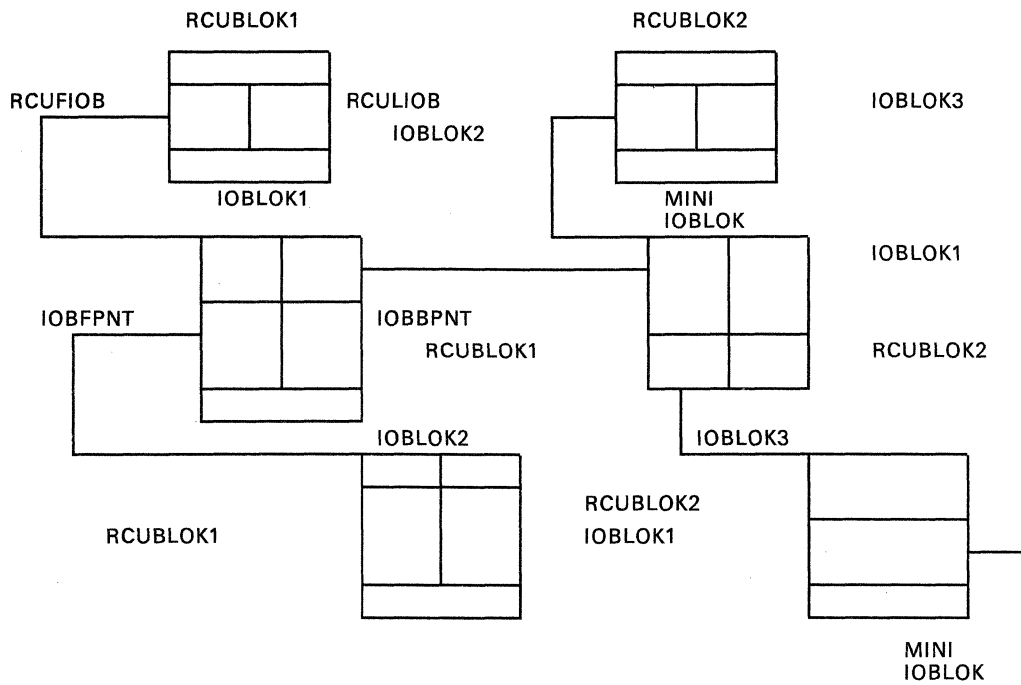 RCUBLOK1
RCUBLOK2
RCUFIOB
RCULIOB
IOBLOK2
IOBLOK3
IOBLOK1
MINI
IOBLOK
IOBLOK1
IOBFPNT
IOBBPNT
RCUBLOK1
RCUBLOK2
IOBLOK2
IOBLOK3
RCUBLOK1
RCUBLOK2
IOBLOK1
MINI
IOBLOK